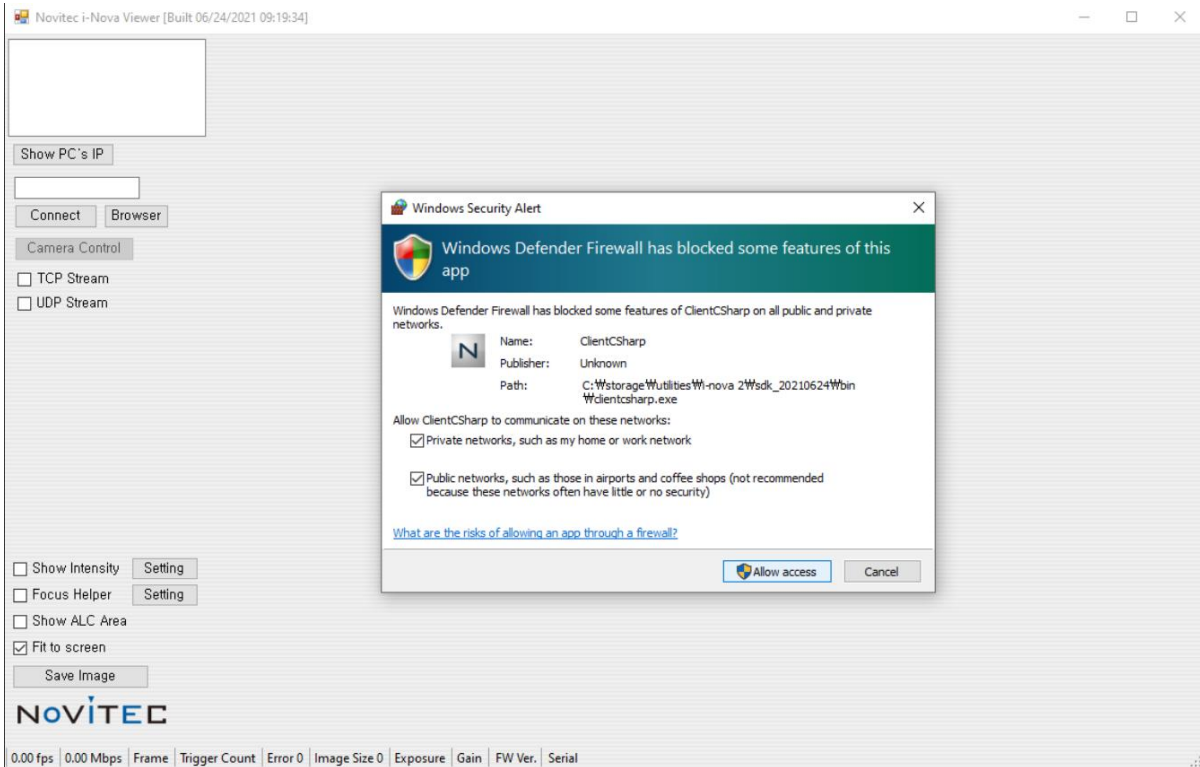 Novitec i-Nova Viewer [Built 06/24/2021 09:19:34]
Show PC's IP
Connect Browser
Camera Control
TCP Stream
UDP Stream
Windows Security Alert
Windows Defender Firewall has blocked some features of this
app
Windows Defender Firewall has blocked some features of ClientCSharp on all public and private
networks.
N
Name: ClientCSharp
Publisher: Unknown
Path: C:₩storage₩utilities₩i-nova 2₩sdk_20210624₩bin
₩clientcsharp.exe
Allow ClientCSharp to communicate on these networks:
Private networks, such as my home or work network
Public networks, such as those in airports and coffee shops (not recommended
because these networks often have little or no security)
What are the risks of allowing an app through a firewall?
Allow access Cancel
Show Intensity Setting
Focus Helper Setting
Show ALC Area
Fit to screen
Save Image
NOVITEC
0.00 fps 0.00 Mbps Frame Trigger Count Error 0 Image Size 0 Exposure Gain FW Ver. Serial